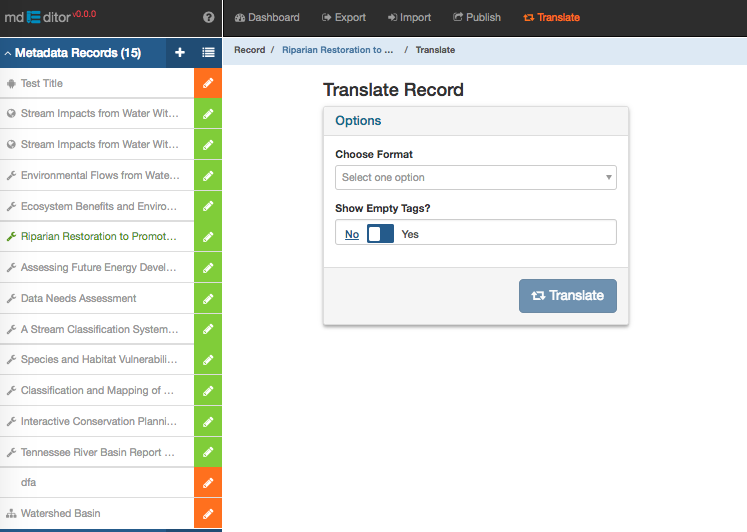 mdEditor v0.0.0
Dashboard Export Import Publish Translate
Metadata Records (15)
Record / Riparian Restoration to ... / Translate
Test Title
Stream Impacts from Water Wit...
Stream Impacts from Water Wit...
Environmental Flows from Wate...
Ecosystem Benefits and Enviro...
Riparian Restoration to Promot...
Assessing Future Energy Devel...
Data Needs Assessment
A Stream Classification System...
Species and Habitat Vulnerabili...
Classification and Mapping of ...
Interactive Conservation Planni...
Tennessee River Basin Report ...
dfa
Watershed Basin
Translate Record
Options
Choose Format
Select one option
Show Empty Tags?
No Yes
Translate